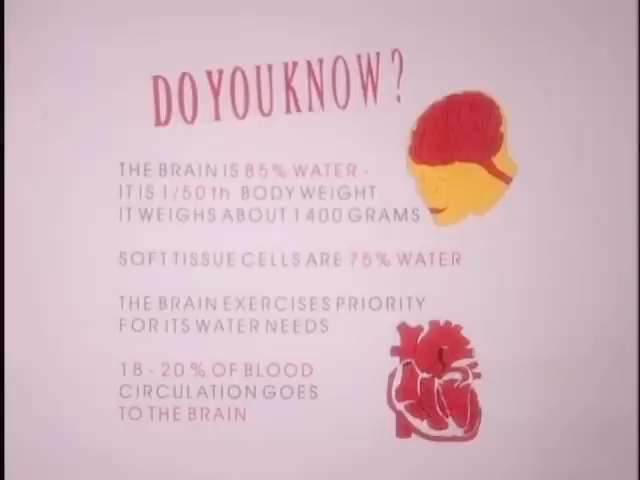 DO YOU KNOW?
THE BRAIN IS 85% WATER -
IT IS 1/50th BODY WEIGHT
IT WEIGHS ABOUT 1400 GRAMS
SOFT TISSUE CELLS ARE 75% WATER
THE BRAIN EXERCISES PRIORITY
FOR ITS WATER NEEDS
18 - 20% OF BLOOD
CIRCULATION GOES
TO THE BRAIN